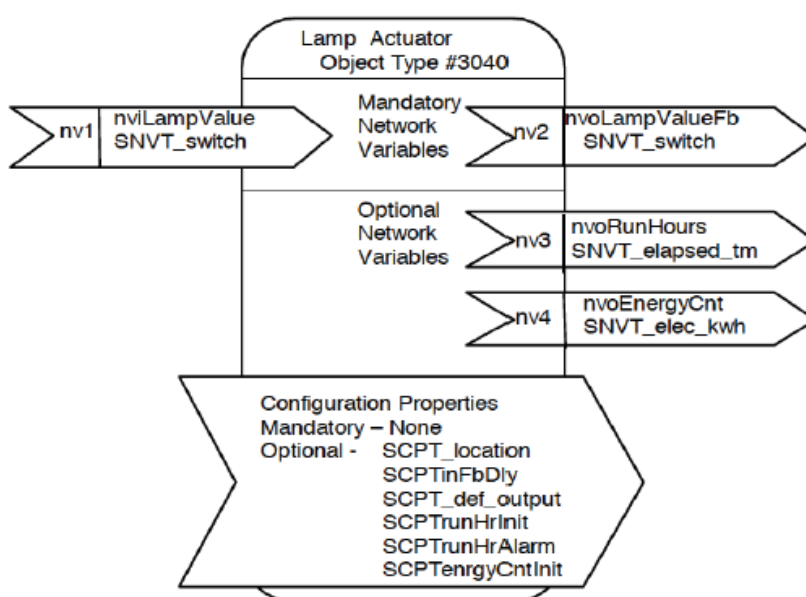 Lamp Actuator
Object Type #3040
nv1
nviLampValue
SNVT_switch
Mandatory
Network
Variables
nv2
nvoLampValueFb
SNVT_switch
Optional
Network
Variables
nv3
nvoRunHours
SNVT_elapsed_tm
nv4
nvoEnergyCnt
SNVT_elec_kwh
Configuration Properties
Mandatory – None
Optional - SCPT_location
SCPTinFbDly
SCPT_def_output
SCPTrunHrInit
SCPTrunHrAlarm
SCPTenrgyCntInit